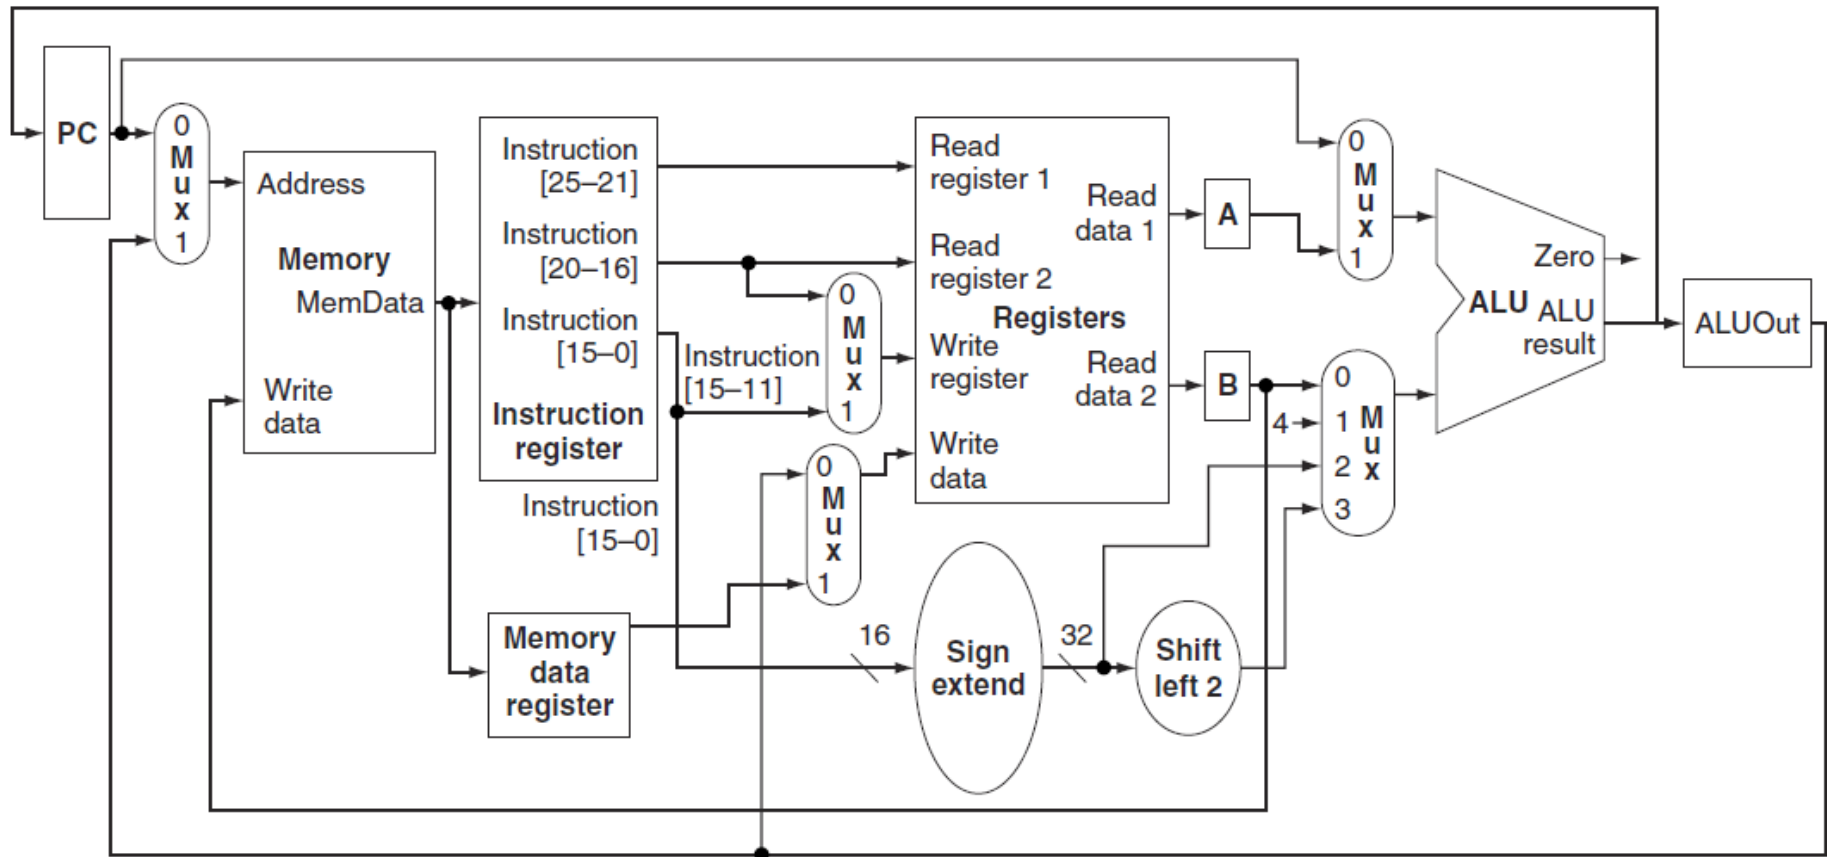 PC
0
M
u
x
1
Address
Memory
MemData
Write
data
Instruction
[25–21]
Instruction
[20–16]
Instruction
[15–0]
Instruction
register
Instruction
[15–0]
Instruction
[15–11]
Memory
data
register
0
M
u
x
1
0
M
u
x
1
Read
register 1
Read
register 2
Registers
Write
register
Write
data
Read
data 1
Read
data 2
16
Sign
extend
32
Shift
left 2
A
B
4
0
M
u
x
1
0
1 M
u
2 x
3
Zero
ALU
ALU
result
ALUOut